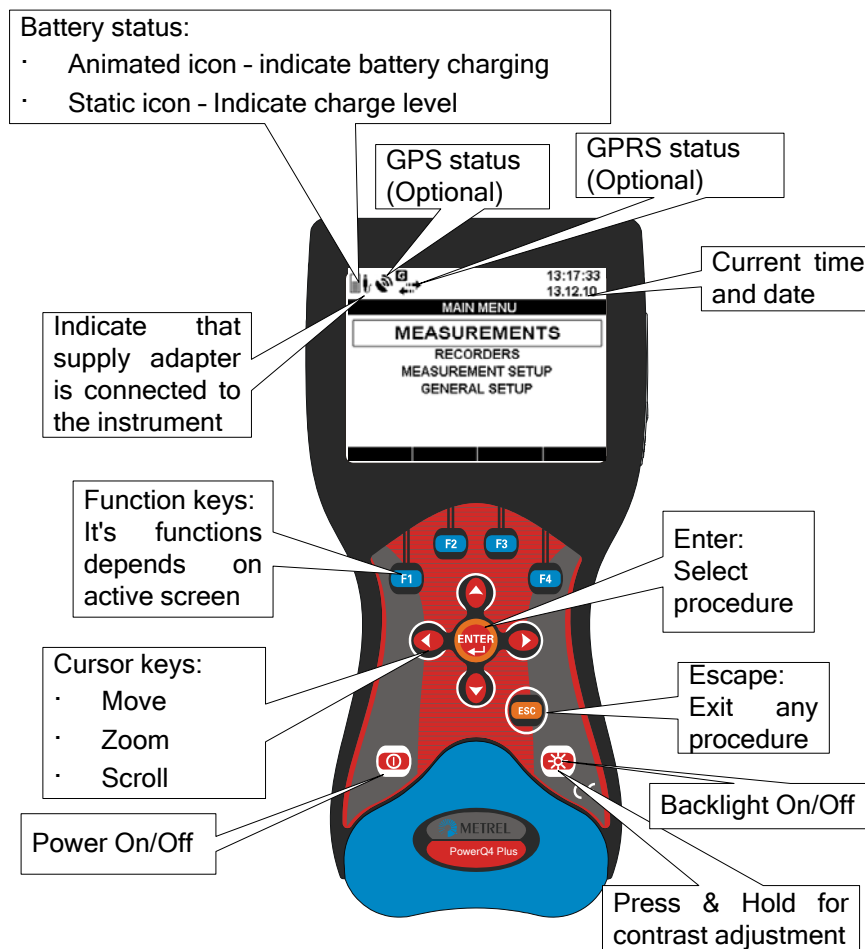 Battery status:
· Animated icon - indicate battery charging
· Static icon - Indicate charge level
GPS status
(Optional)
GPRS status
(Optional)
G
13:17:33
13.12.10
Current time
and date
MAIN MENU
MEASUREMENTS
RECORDERS
MEASUREMENT SETUP
GENERAL SETUP
Indicate that
supply adapter
is connected to
the instrument
Function keys:
It's functions
depends on
active screen
F1
F2
F3
F4
Enter:
Select
procedure
ENTER
Cursor keys:
· Move
· Zoom
· Scroll
ESC
Escape:
Exit any
procedure
Power On/Off
Backlight On/Off
METREL
PowerQ4 Plus
Press & Hold for
contrast adjustment